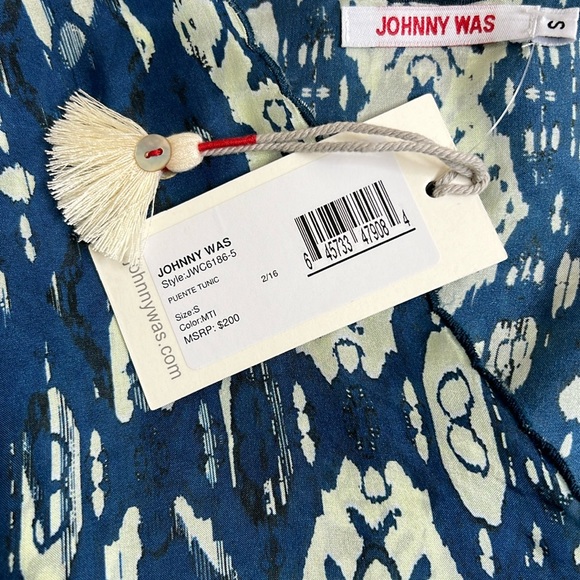 JOHNNY WAS
S
JOHNNY WAS
Style:JWC6186-5
PUENTE TUNIC 2/16
Size:S
Color:MTI
MSRP: $200
6 45733 47908 4
johnnywas.com